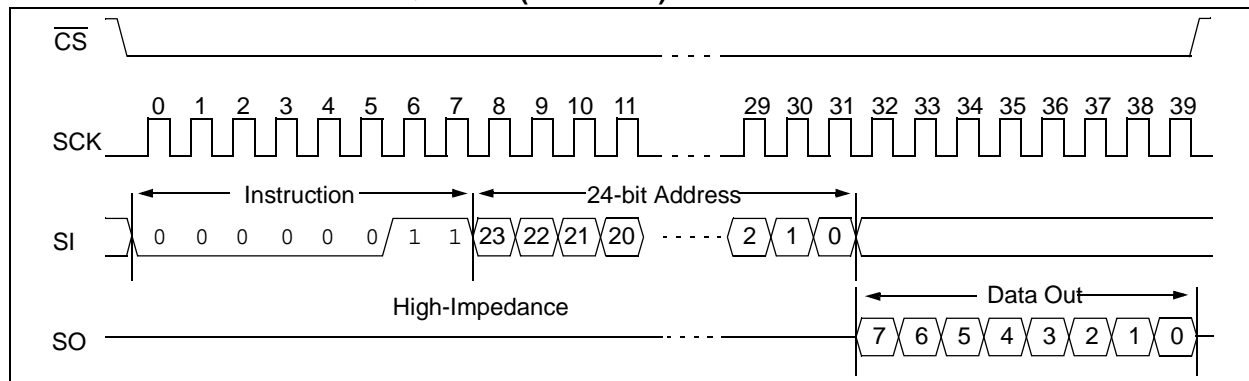 CS
0 1 2 3 4 5 6 7 8 9 10 11 29 30 31 32 33 34 35 36 37 38 39
SCK
Instruction 24-bit Address
SI 0 0 0 0 0 0 1 1 23 22 21 20 2 1 0
High-Impedance Data Out
SO 7 6 5 4 3 2 1 0